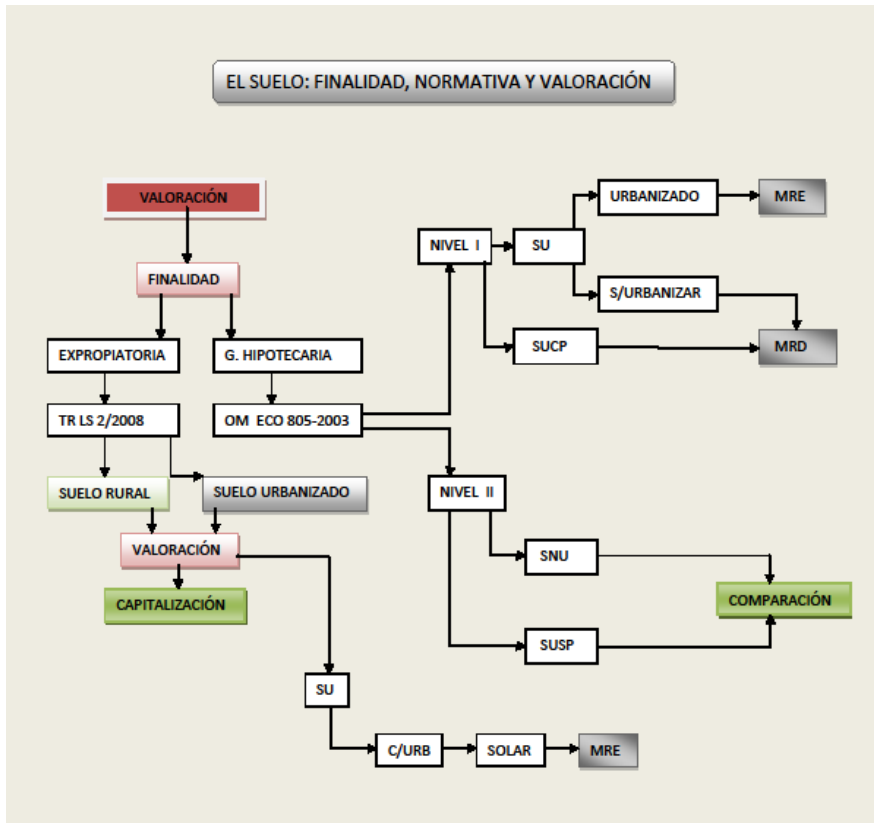 EL SUELO: FINALIDAD, NORMATIVA Y VALORACIÓN
VALORACIÓN
FINALIDAD
EXPROPIATORIA
G. HIPOTECARIA
TR LS 2/2008
OM ECO 805-2003
SUELO RURAL
SUELO URBANIZADO
VALORACIÓN
CAPITALIZACIÓN
NIVEL I
SU
URBANIZADO
MRE
S/URBANIZAR
SUCP
MRD
NIVEL II
SNU
SUSP
COMPARACIÓN
SU
C/URB
SOLAR
MRE